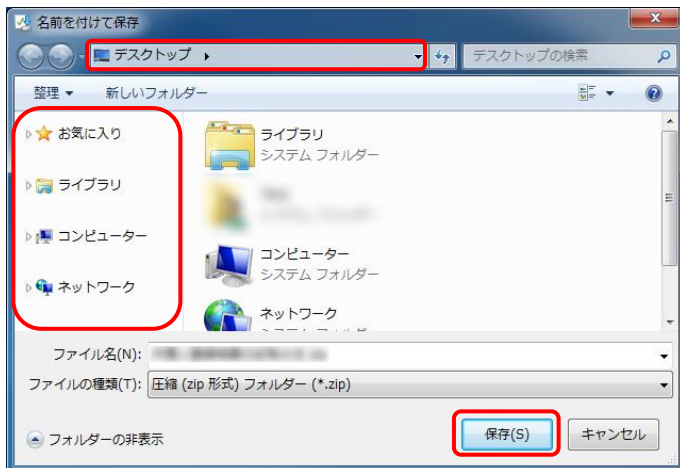 名前を付けて保存
デスクトップ
デスクトップの検索
整理
新しいフォルダー
お気に入り
ライブラリ
コンピューター
ネットワーク
ライブラリ
システム フォルダー
コンピューター
システム フォルダー
ネットワーク
ファイル名(N):
ファイルの種類(T): 圧縮 (zip 形式) フォルダー (*.zip)
フォルダーの非表示
保存(S)
キャンセル